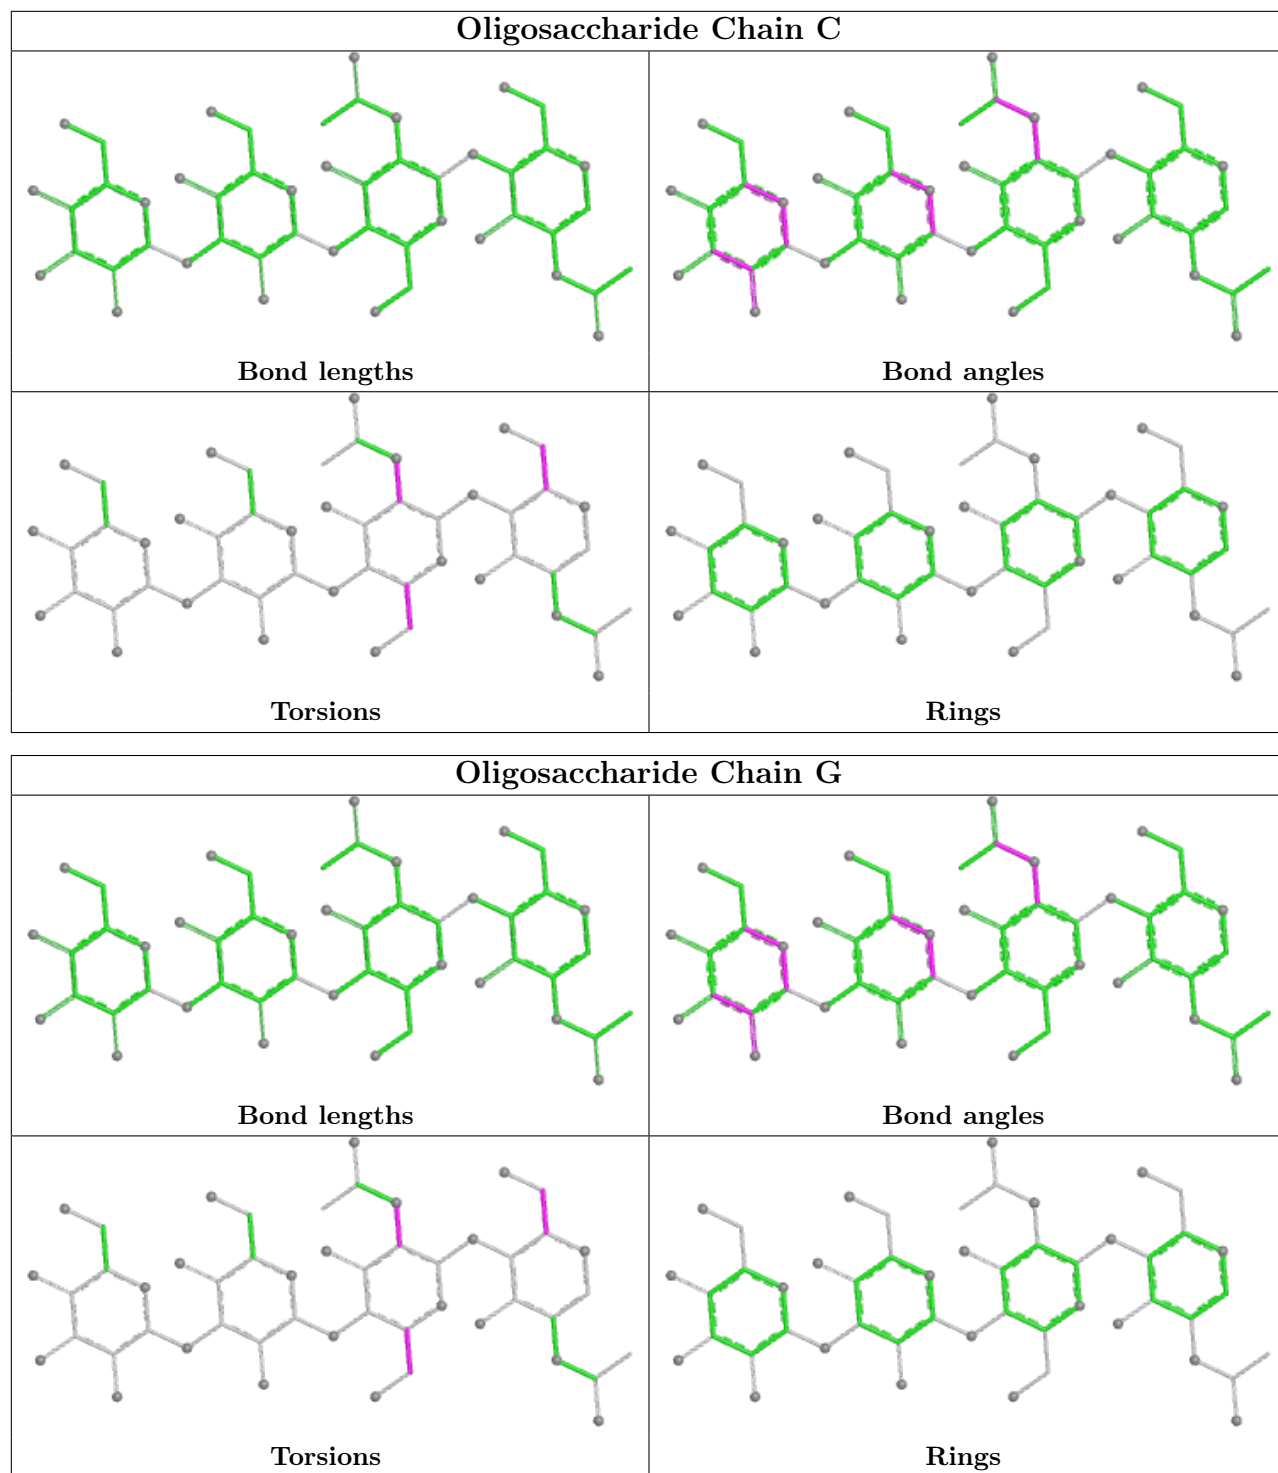 Oligosaccharide Chain C
Bond lengths
Bond angles
Torsions
Rings
Oligosaccharide Chain G
Bond lengths
Bond angles
Torsions
Rings